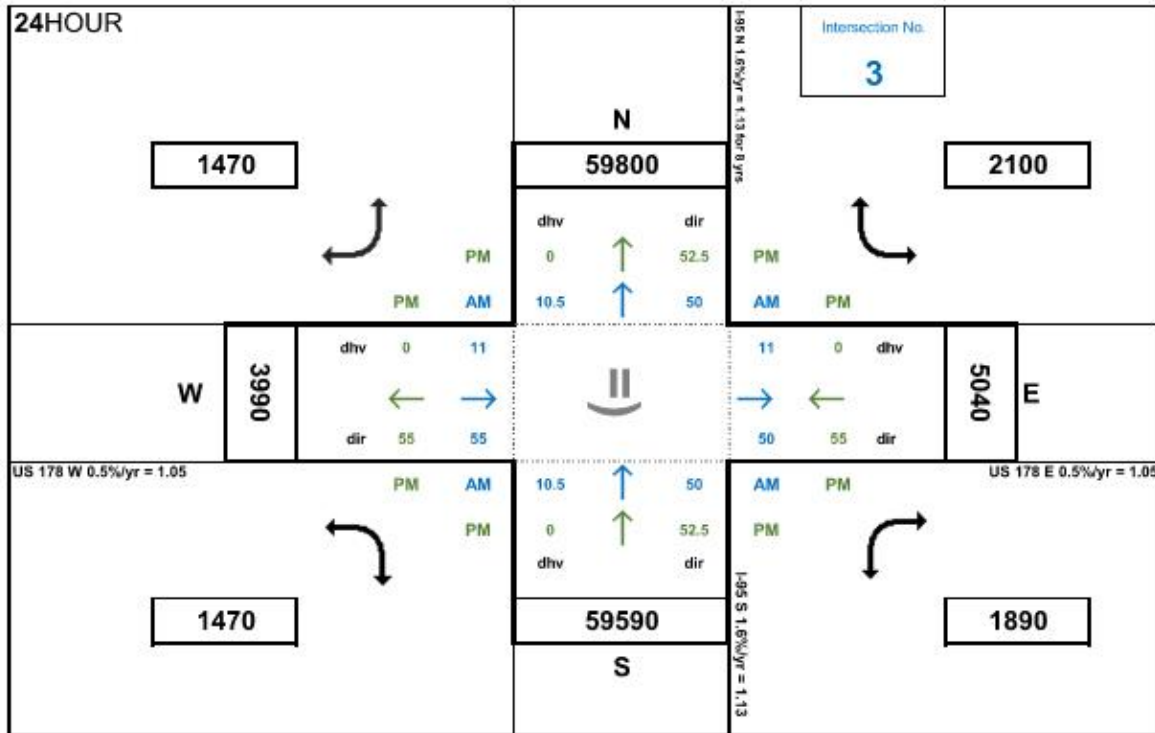 24HOUR
Intersection No.
3
I-95 N 1.6%/yr = 1.13 for 8 yrs
N
1470
59800
2100
dhv dir
PM 0 52.5 PM
PM AM 10.5 50 AM PM
dhv 0 11 11 0 dhv
W 3990 5040 E
dir 55 55 50 55 dir
US 178 W 0.5%/yr = 1.05
US 178 E 0.5%/yr = 1.05
PM AM 10.5 50 AM PM
PM 0 52.5 PM
dhv dir
I-95 S 1.6%/yr = 1.13
1470
59590
1890
S